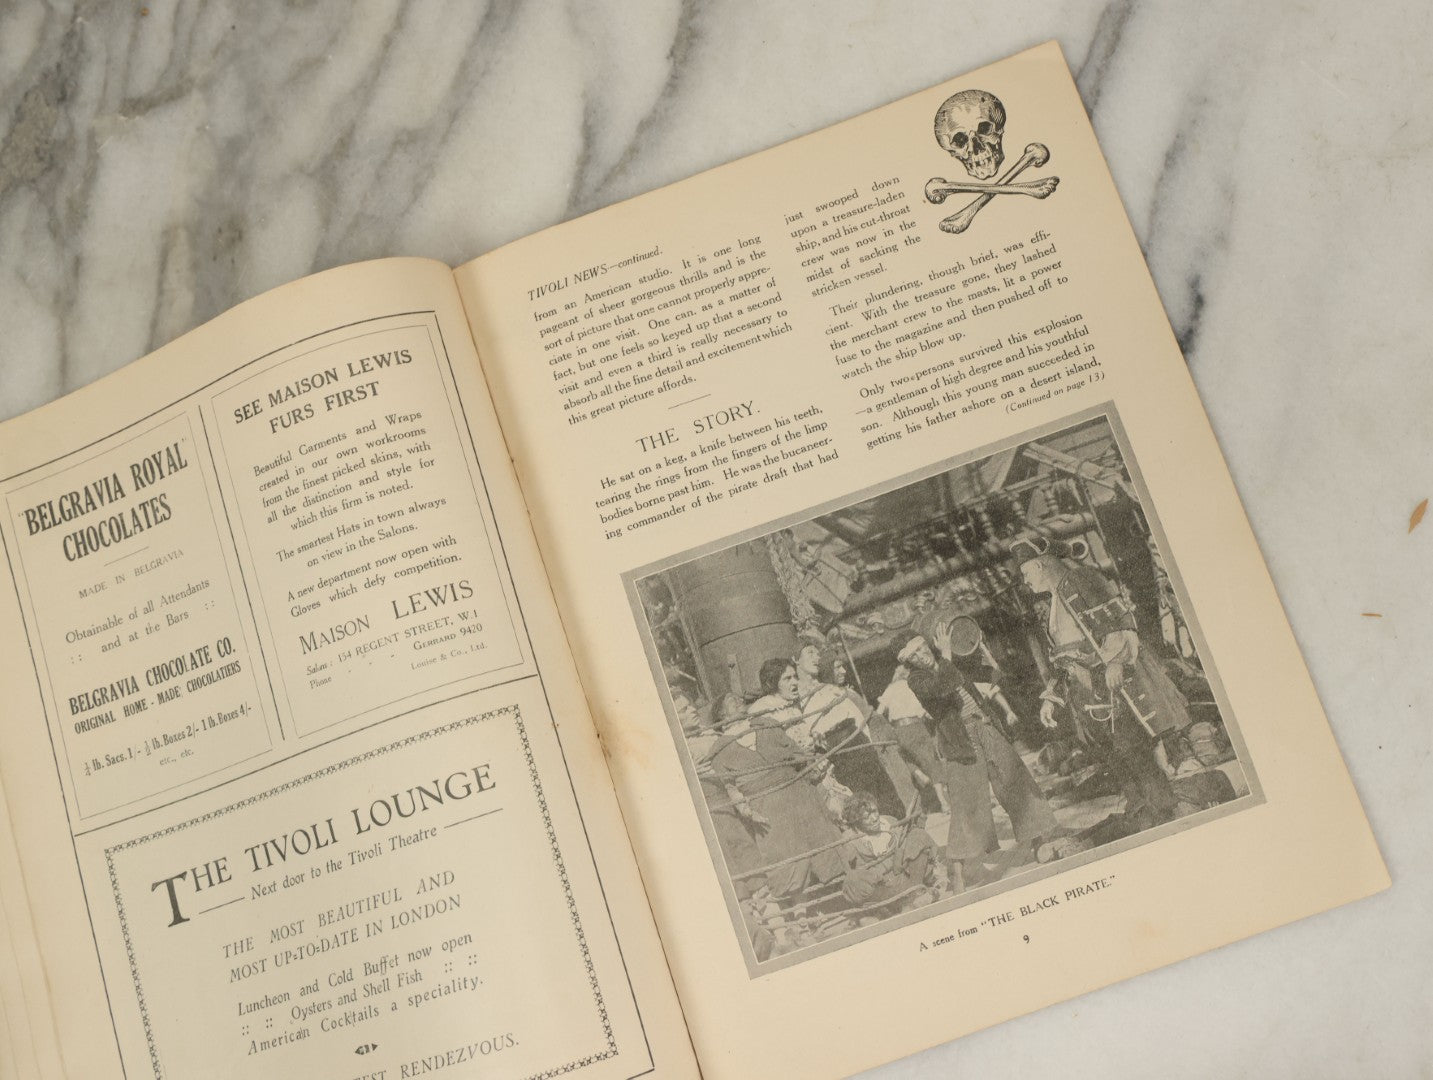 "BELGRAVIA ROYAL"
CHOCOLATES
MADE IN BELGRAVIA
Obtainable of all Attendants
:: and at the Bars ::
BELGRAVIA CHOCOLATE CO.
ORIGINAL HOME-MADE CHOCOLATIERS
¼ lb. Sacs. 1/- ½ lb. Boxes 2/- 1 lb. Boxes 4/-
etc., etc.
SEE MAISON LEWIS
FURS FIRST
Beautiful Garments and Wraps
created in our own workrooms
from the finest picked skins, with
all the distinction and style for
which this firm is noted.
The smartest Hats in town always
on view in the Salons.
A new department now open with
Gloves which defy competition.
MAISON LEWIS
Salon: 154 REGENT STREET, W.1
Phone - - GERRARD 9420
Louise & Co., Ltd.
THE TIVOLI LOUNGE
Next door to the Tivoli Theatre
THE MOST BEAUTIFUL AND
MOST UP-TO-DATE IN LONDON
Luncheon and Cold Buffet now open
:: :: Oysters and Shell Fish :: ::
American Cocktails a speciality.
RENDEZVOUS.
TIVOLI NEWS—continued.
from an American studio. It is one long
pageant of sheer gorgeous thrills and is the
sort of picture that one cannot properly appre-
ciate in one visit. One can, as a matter of
fact, but one feels so keyed up that a second
visit and even a third is really necessary to
absorb all the fine detail and excitement which
this great picture affords.
THE STORY.
He sat on a keg, a knife between his teeth,
tearing the rings from the fingers of the limp
bodies borne past him. He was the bucaneer-
ing commander of the pirate draft that had
just swooped down
upon a treasure-laden
ship, and his cut-throat
crew was now in the
midst of sacking the
stricken vessel.
Their plundering, though brief, was effi-
cient. With the treasure gone, they lashed
the merchant crew to the masts, lit a power
fuse to the magazine and then pushed off to
watch the ship blow up.
Only two persons survived this explosion
—a gentleman of high degree and his youthful
son. Although this young man succeeded in
getting his father ashore on a desert island,
(Continued on page 13)
A scene from "THE BLACK PIRATE."
9